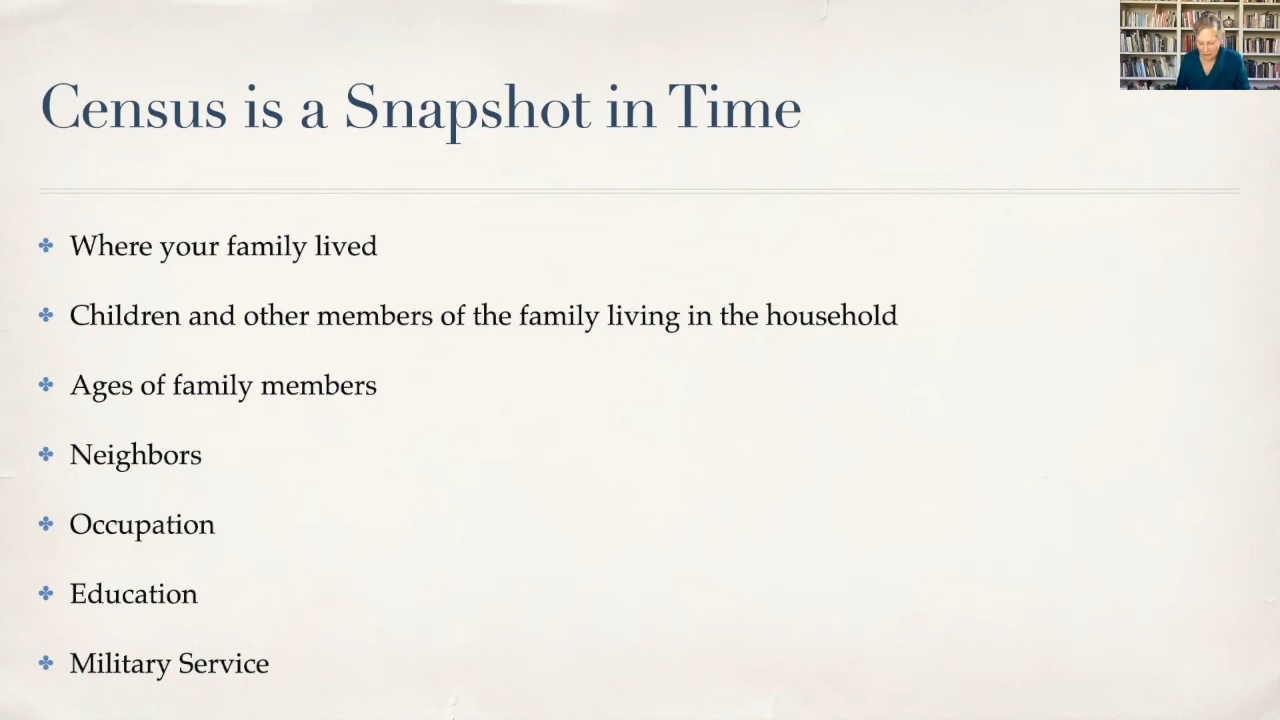 Census is a Snapshot in Time
Where your family lived
Children and other members of the family living in the household
Ages of family members
Neighbors
Occupation
Education
Military Service